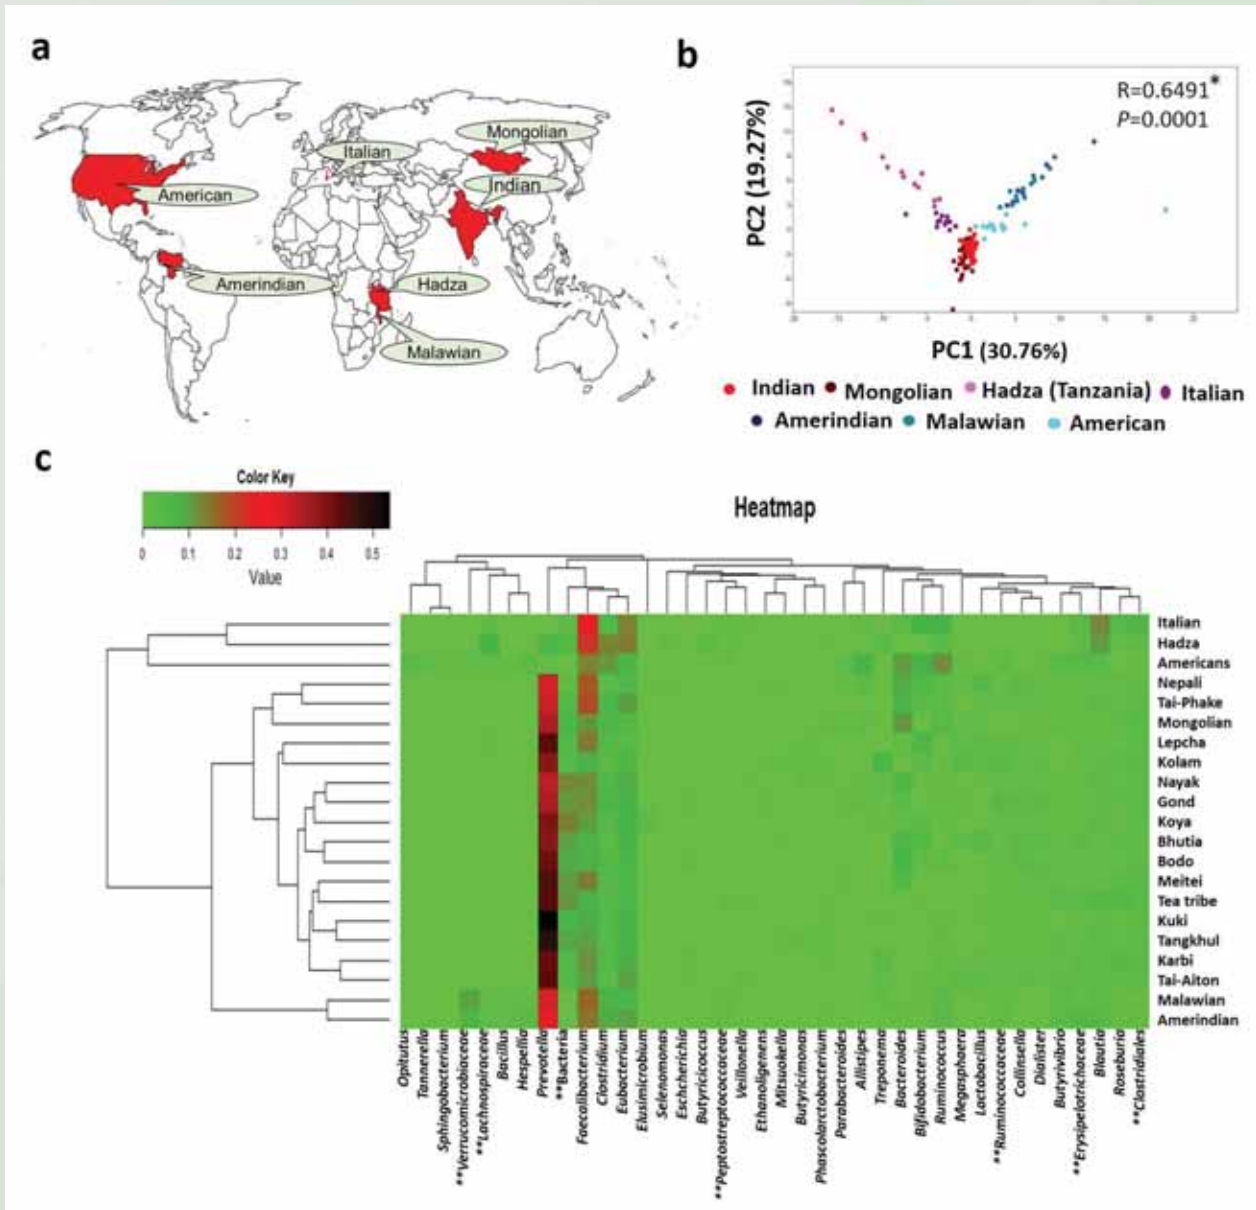 a
American
Italian
Mongolian
Indian
Amerindian
Hadza
Malawian
b
R=0.6491*
P=0.0001
PC2 (19.27%)
PC1 (30.76%)
Indian Mongolian Hadza (Tanzania) Italian
Amerindian Malawian American
c
Color Key
0 0.1 0.2 0.3 0.4 0.5
Value
Heatmap
Italian
Hadza
Americans
Nepali
Tai-Phake
Mongolian
Lepcha
Kolam
Nayak
Gond
Koya
Bhutia
Bodo
Meitei
Tea tribe
Kuki
Tangkhul
Karbi
Tai-Aiton
Malawian
Amerindian
Opitutus
Tannerella
Sphingobacterium
**Verrucomicrobiaceae
**Lachnospiraceae
Bacillus
Hespellia
Prevotella
**Bacteria
Faecalibacterium
Clostridium
Eubacterium
Elusimicrobium
Selenomonas
Escherichia
Butyricicoccus
**Peptostreptococcaceae
Veillonella
Ethanoligenens
Mitsuokella
Butyricimonas
Phascolarctobacterium
Parabacteroides
Allistipes
Treponema
Bacteroides
Bifidobacterium
Ruminococcus
Megasphaera
Lactobacillus
**Ruminococcaceae
Collinsella
Dialister
Butyrivibrio
**Erysipelotrichaceae
Blautia
Roseburia
**Clostridiales